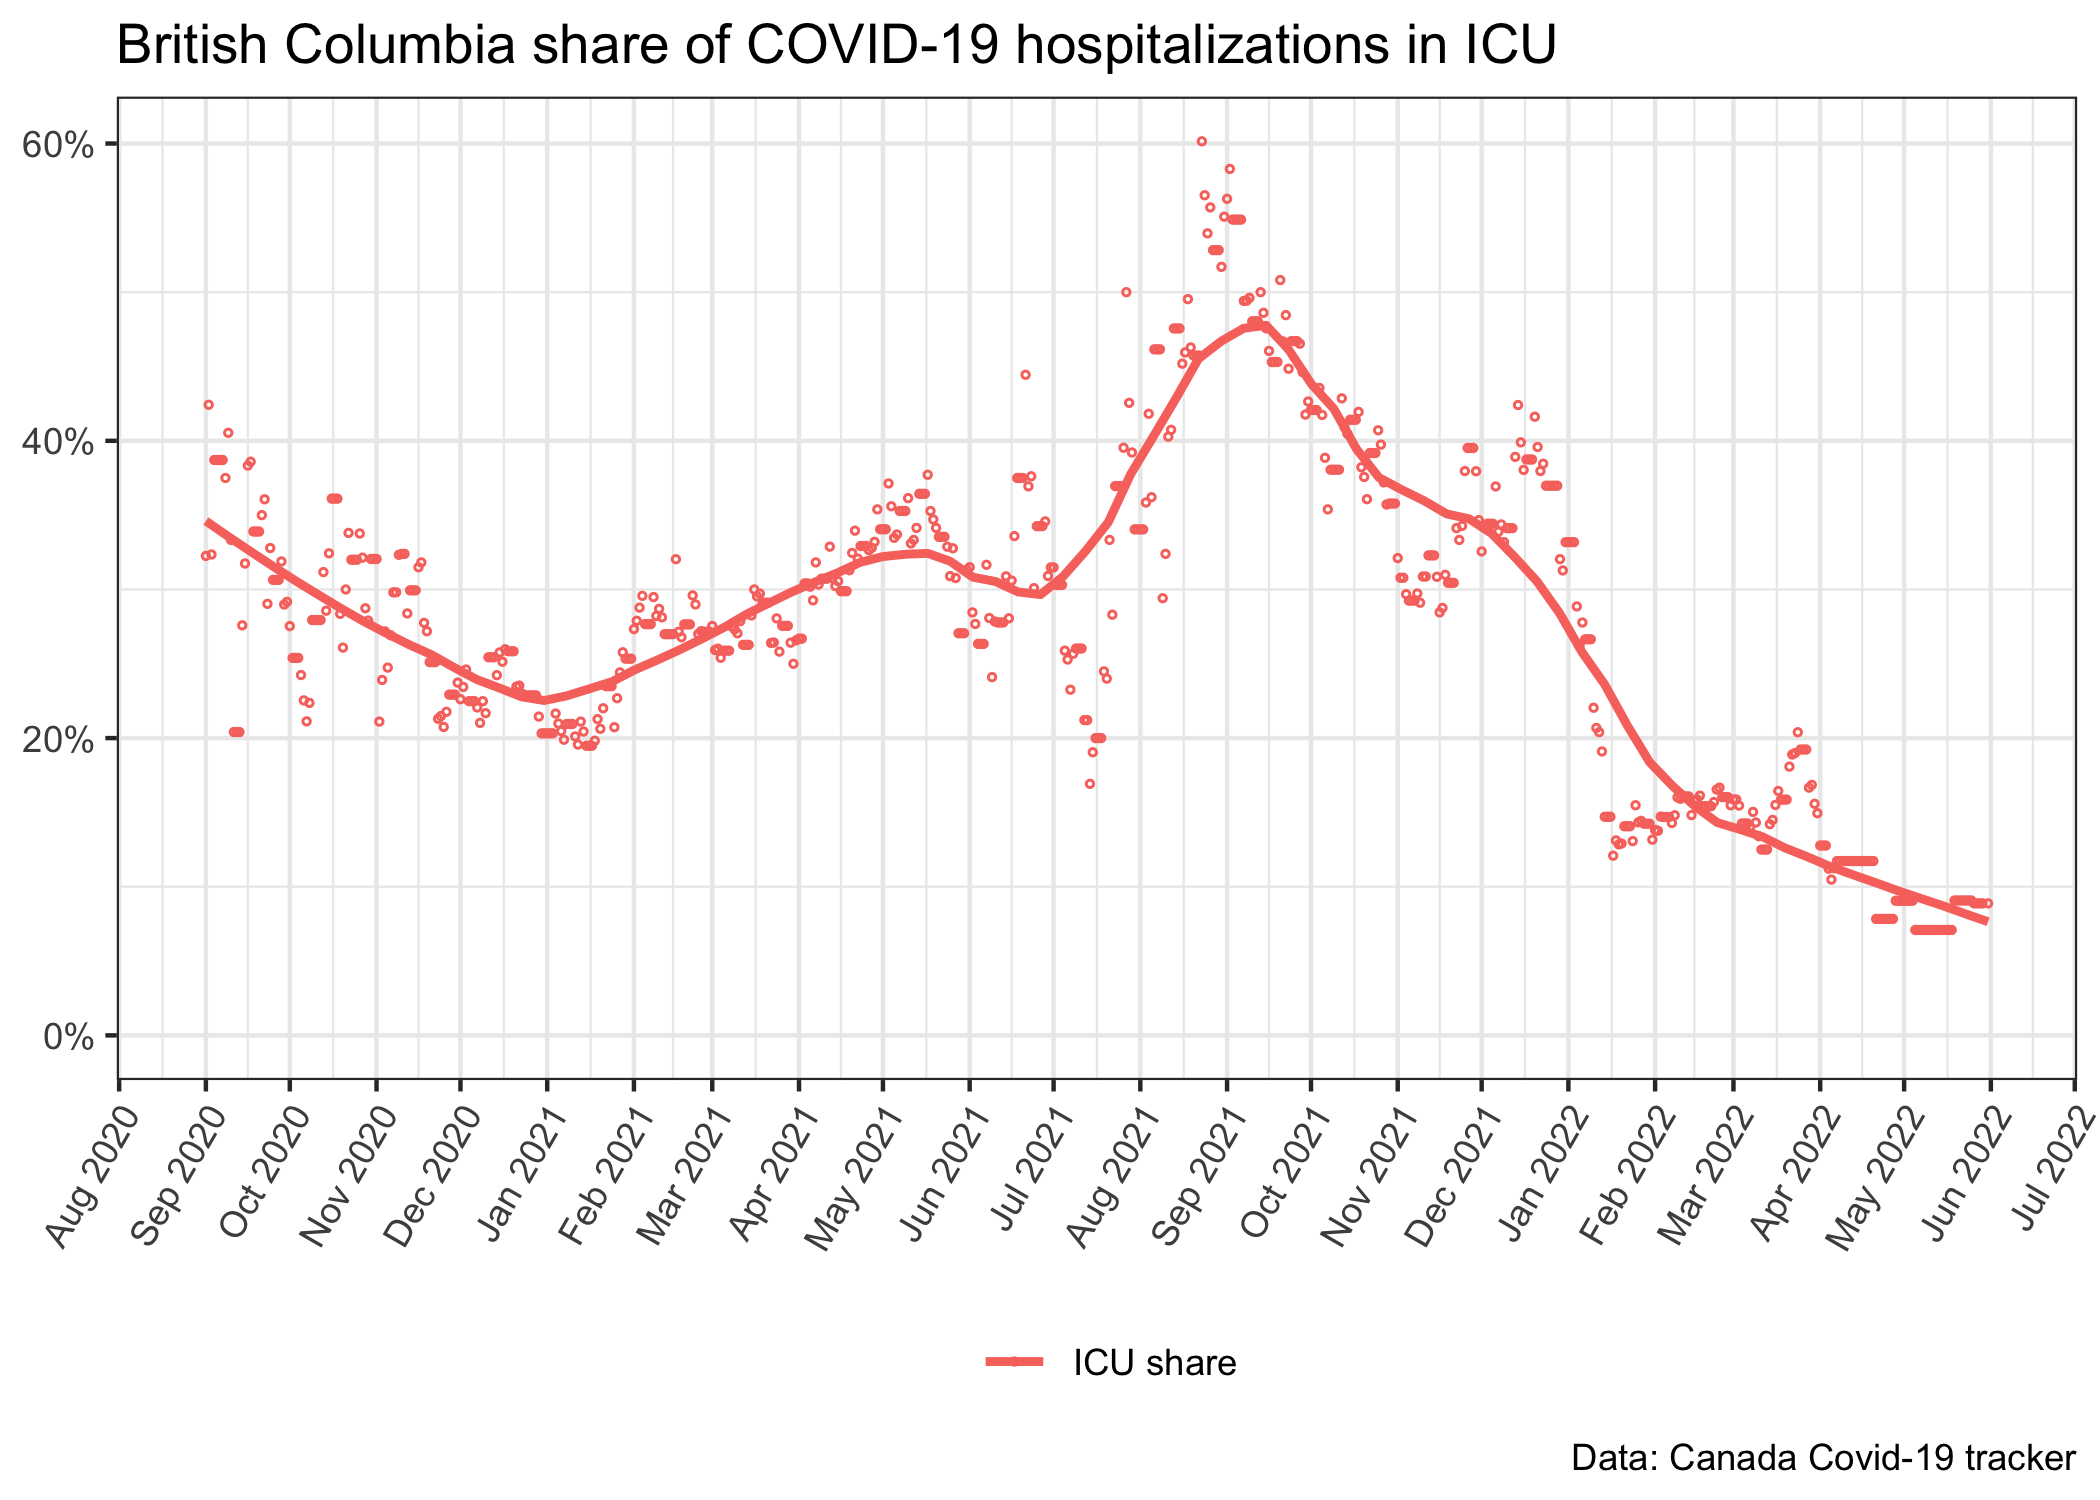 British Columbia share of COVID-19 hospitalizations in ICU
60%
40%
20%
0%
Aug 2020
Sep 2020
Oct 2020
Nov 2020
Dec 2020
Jan 2021
Feb 2021
Mar 2021
Apr 2021
May 2021
Jun 2021
Jul 2021
Aug 2021
Sep 2021
Oct 2021
Nov 2021
Dec 2021
Jan 2022
Feb 2022
Mar 2022
Apr 2022
May 2022
Jun 2022
Jul 2022
ICU share
Data: Canada Covid-19 tracker